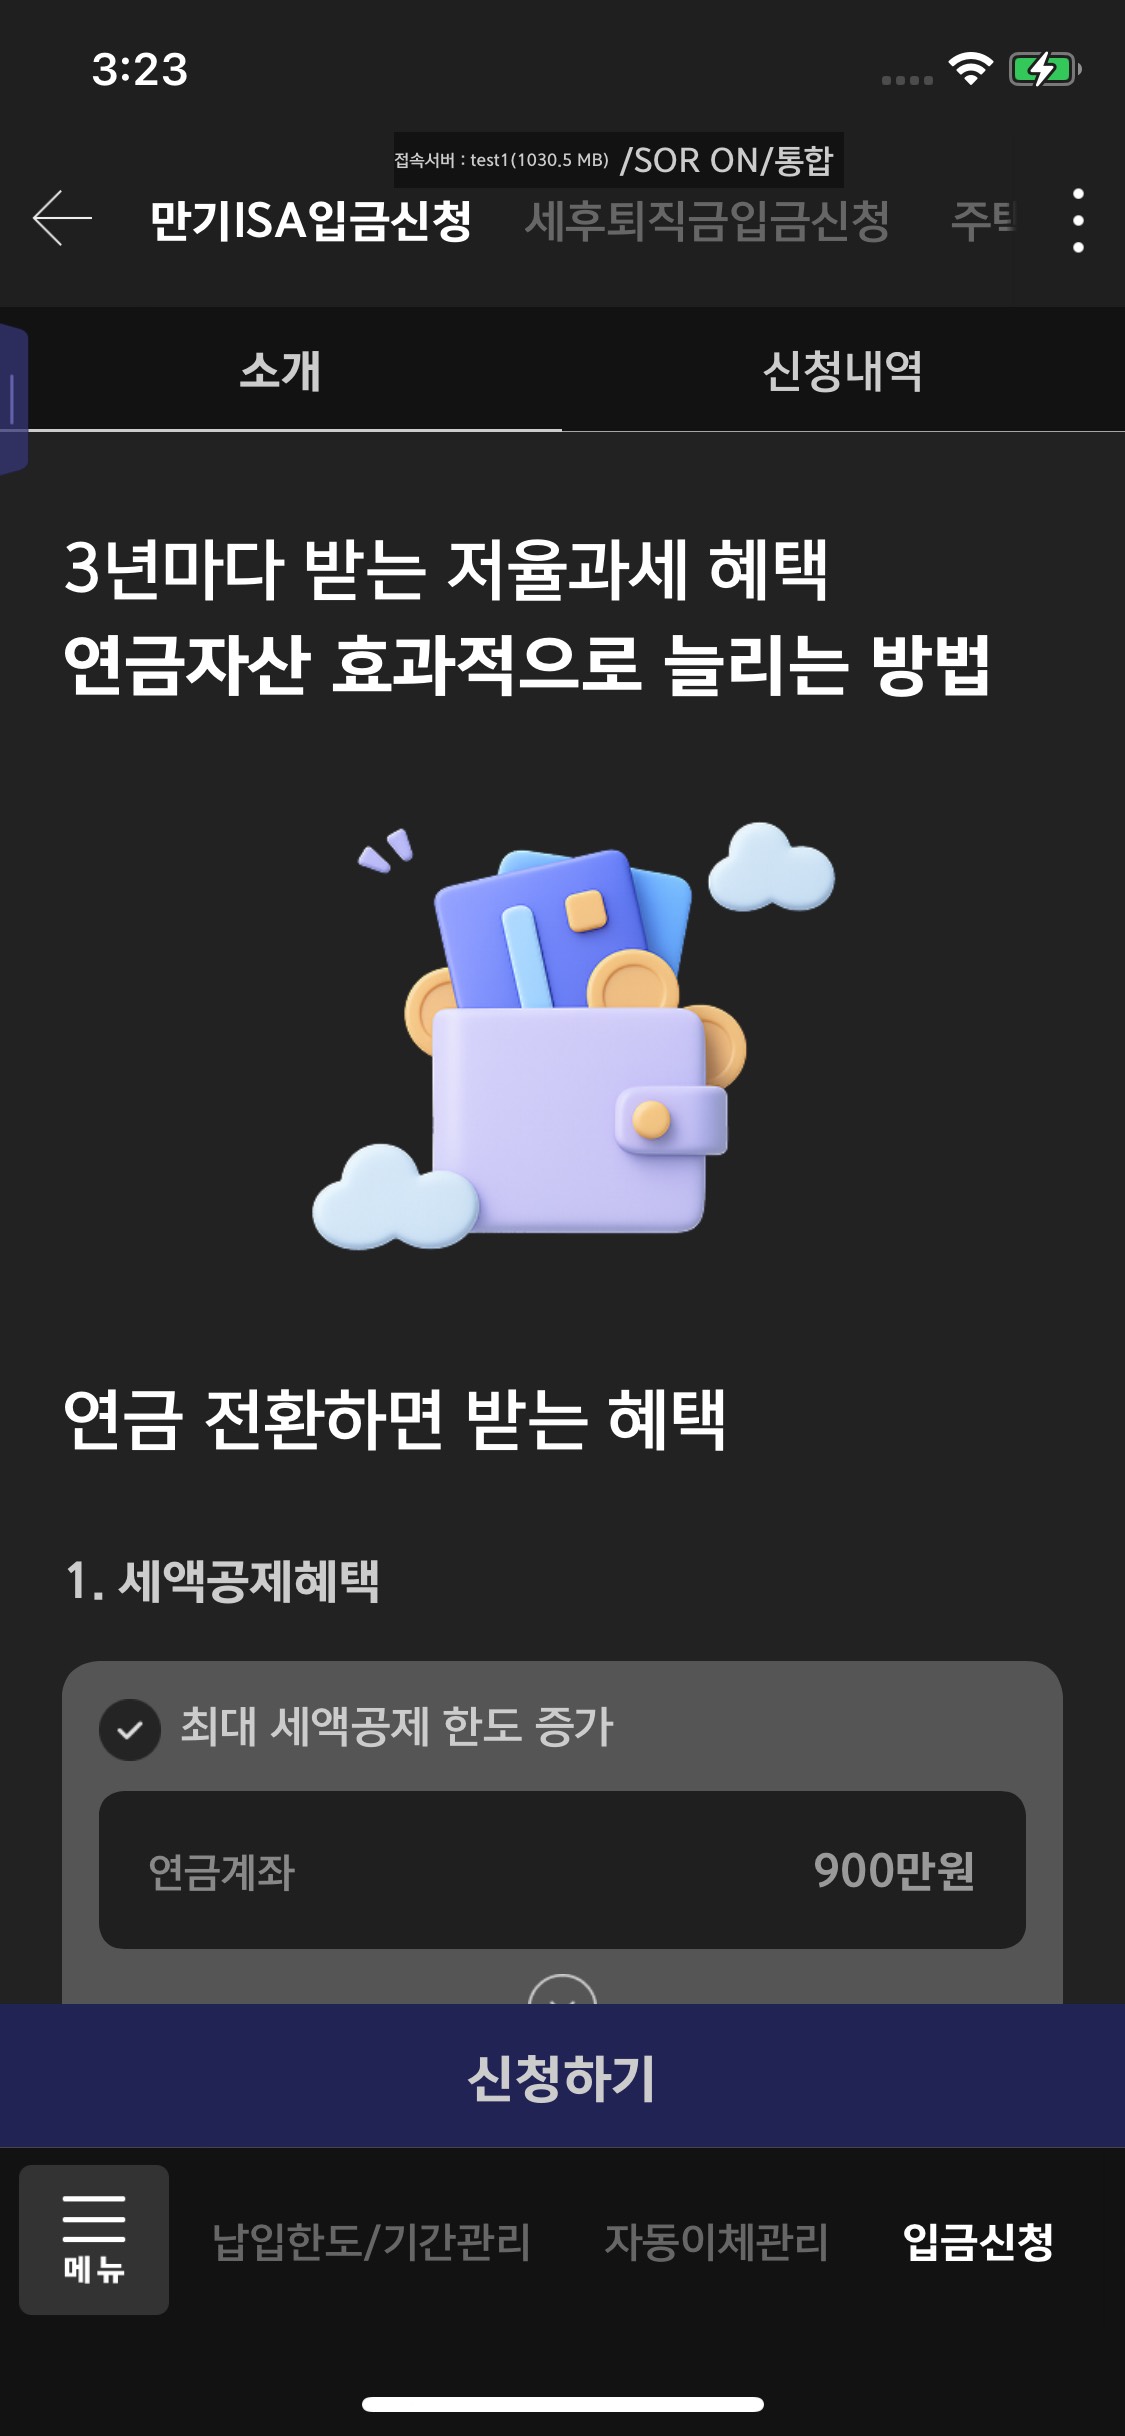 3:23
접속서버 : test1(1030.5 MB) /SOR ON/통합
만기ISA입금신청 세후퇴직금입금신청
소개 신청내역
3년마다 받는 저율과세 혜택
연금자산 효과적으로 늘리는 방법
연금 전환하면 받는 혜택
1. 세액공제혜택
최대 세액공제 한도 증가
연금계좌 900만원
신청하기
메뉴 납입한도/기간관리 자동이체관리 입금신청